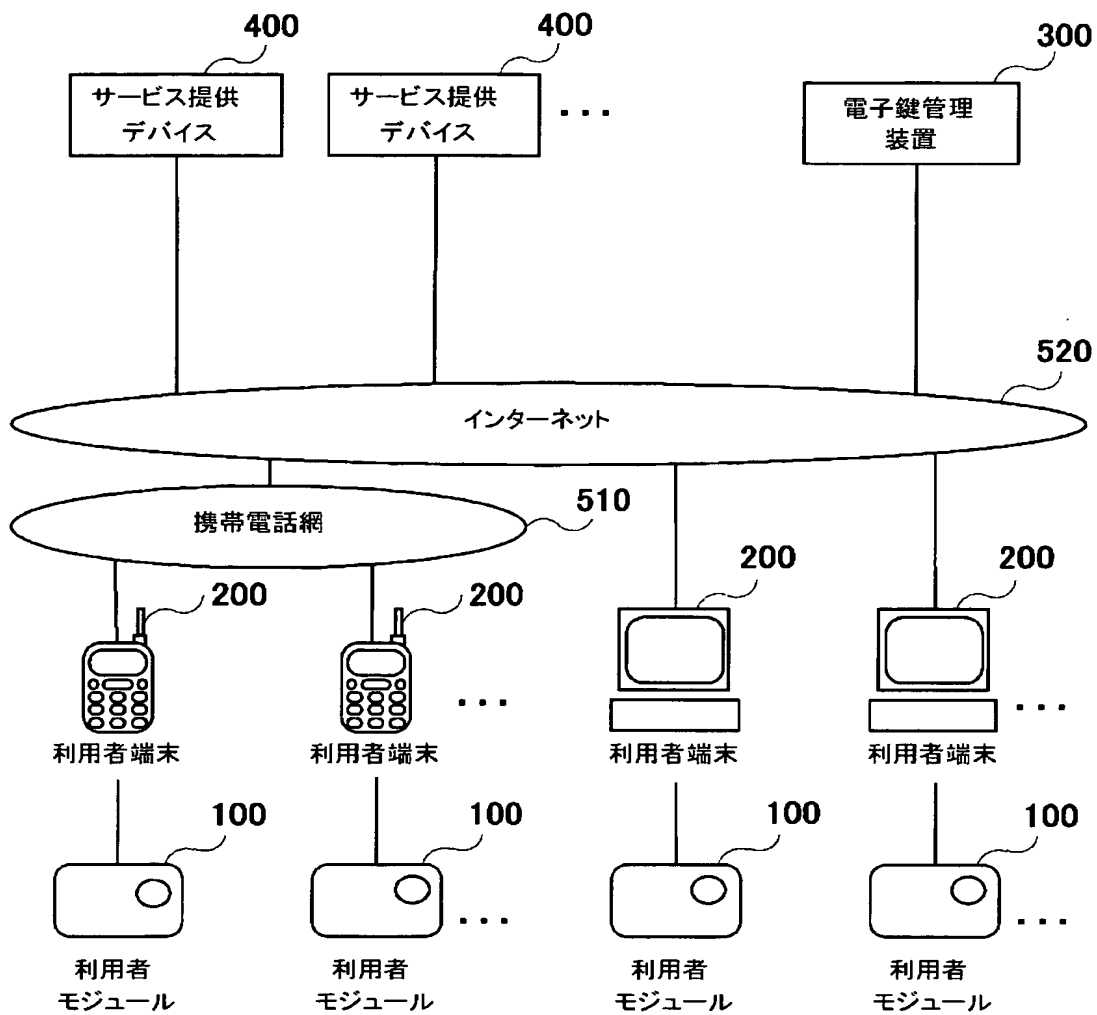 400
400
300
サービス提供
デバイス
サービス提供
デバイス
・・・
電子鍵管理
装置
520
インターネット
510
携帯電話網
200
200
200
200
・・・
・・・
利用者端末
利用者端末
利用者端末
利用者端末
100
100
100
100
・・・
・・・
利用者
モジュール
利用者
モジュール
利用者
モジュール
利用者
モジュール